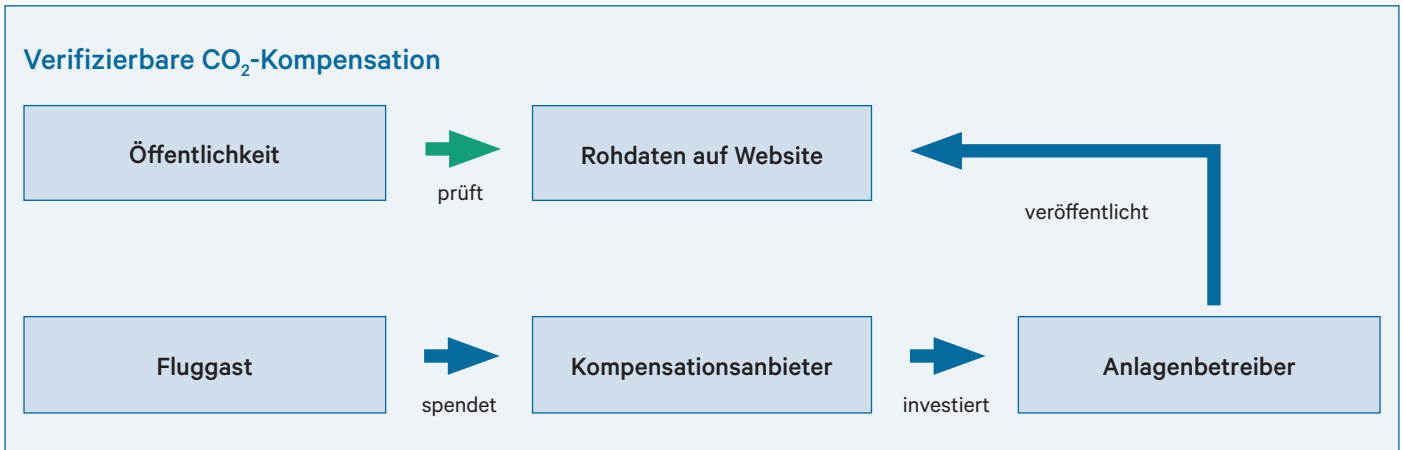 Verifizierbare CO₂-Kompensation
Öffentlichkeit
prüft
Rohdaten auf Website
veröffentlicht
Fluggast
spendet
Kompensationsanbieter
investiert
Anlagenbetreiber